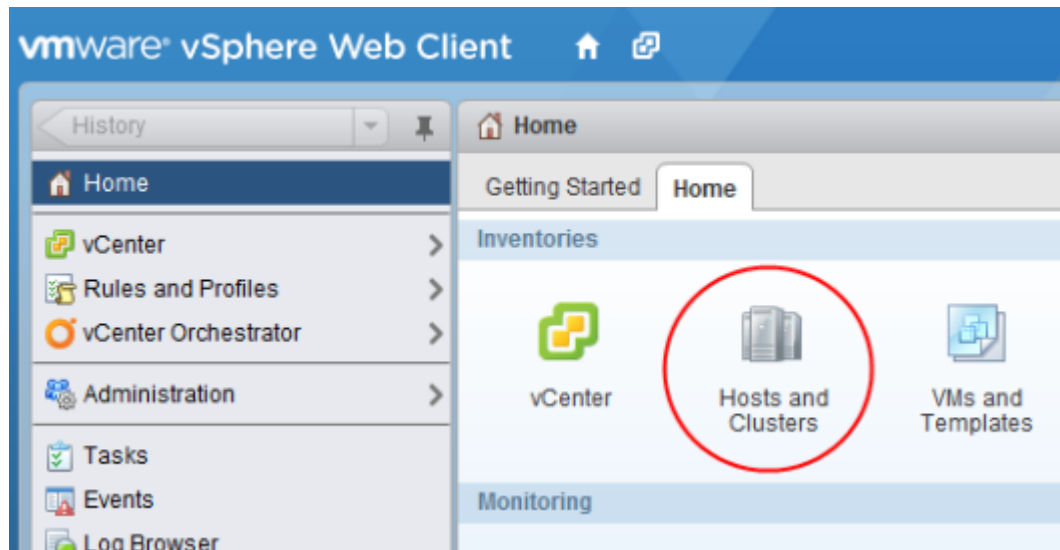 vmware® vSphere Web Client
History
Home
vCenter
Rules and Profiles
vCenter Orchestrator
Administration
Tasks
Events
Log Browser
Home
Getting Started
Home
Inventories
vCenter
Hosts and
Clusters
VMs and
Templates
Monitoring